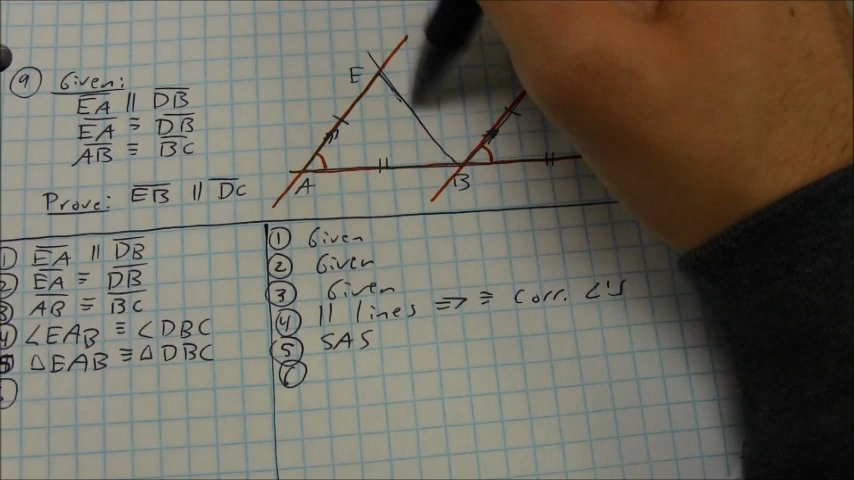 9 Given:
EA || DB
EA ≅ DB
AB ≅ BC
Prove: EB || DC
E
A
B
1 EA || DB
2 EA ≅ DB
3 AB ≅ BC
4 ∠EAB ≅ ∠DBC
5 △EAB ≅ △DBC
1 Given
2 Given
3 Given
4 || lines ⇒ ≅ corr. ∠'s
5 SAS
6